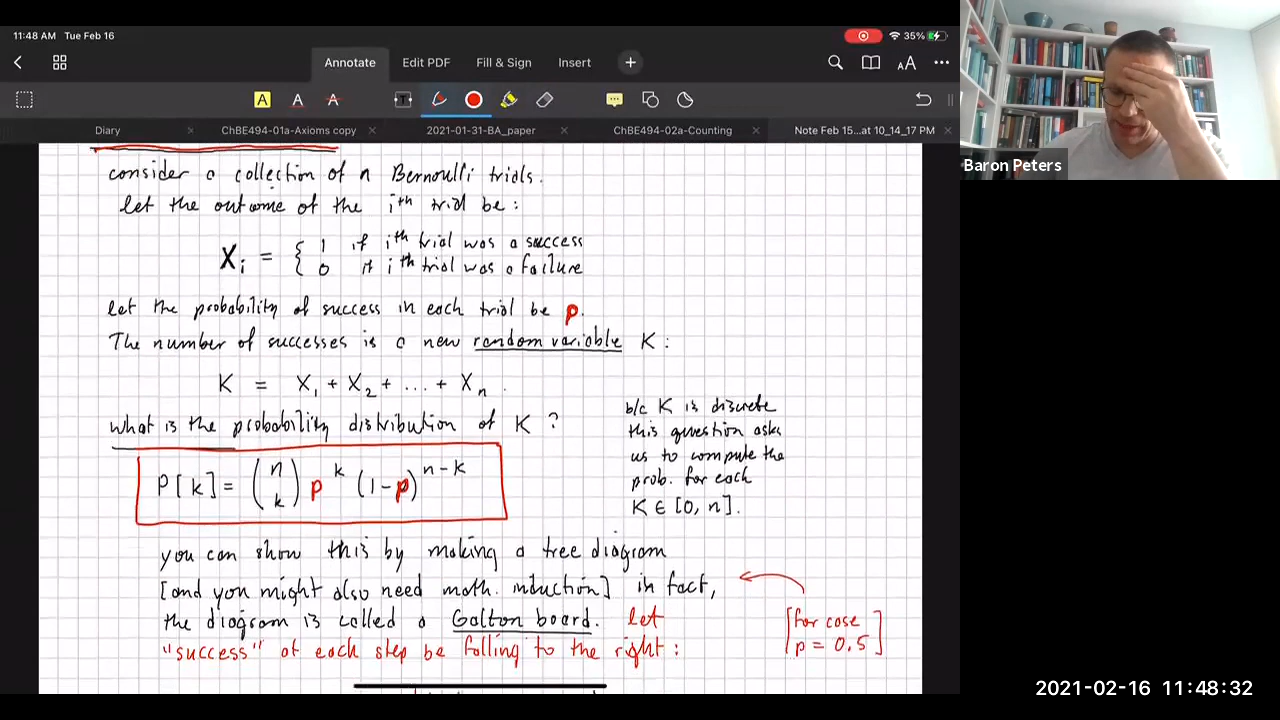 11:48 AM Tue Feb 16
35%
Annotate
Edit PDF
Fill & Sign
Insert
AA
A
A
A
T
Diary
ChBE494-01a-Axioms copy
2021-01-31-BA_paper
ChBE494-02a-Counting
Note Feb 15...at 10_14_17 PM
Baron Peters
consider a collection of n Bernoulli trials.
let the outcome of the ith trial be:
Xi = { 1 if ith trial was a success
0 if ith trial was a failure
let the probability of success in each trial be p.
The number of successes is a new random variable K:
K = X1 + X2 + ... + Xn.
what is the probability distribution of K?
P[k] = (n k) p^k (1-p)^n-k
b/c K is discrete
this question asks
us to compute the
prob. for each
K ∈ [0, n].
you can show this by making a tree diagram
[and you might also need math. induction] in fact,
the diagram is called a Galton board. let
"success" at each step be falling to the right:
[for case
p = 0.5]
2021-02-16 11:48:32